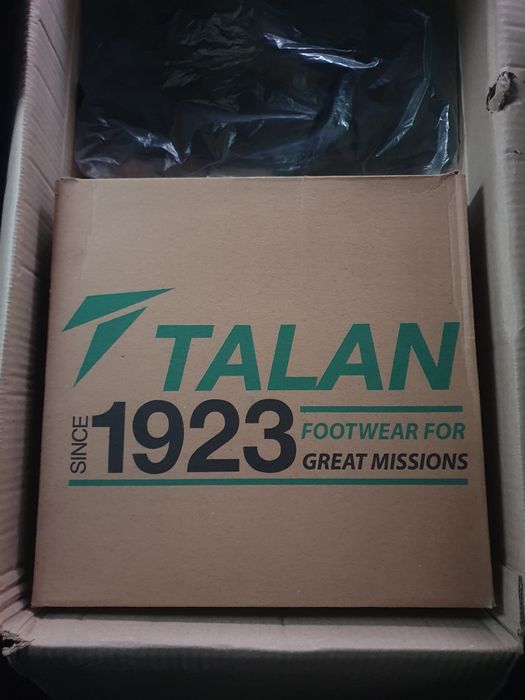 TALAN
SINCE 1923
FOOTWEAR FOR
GREAT MISSIONS